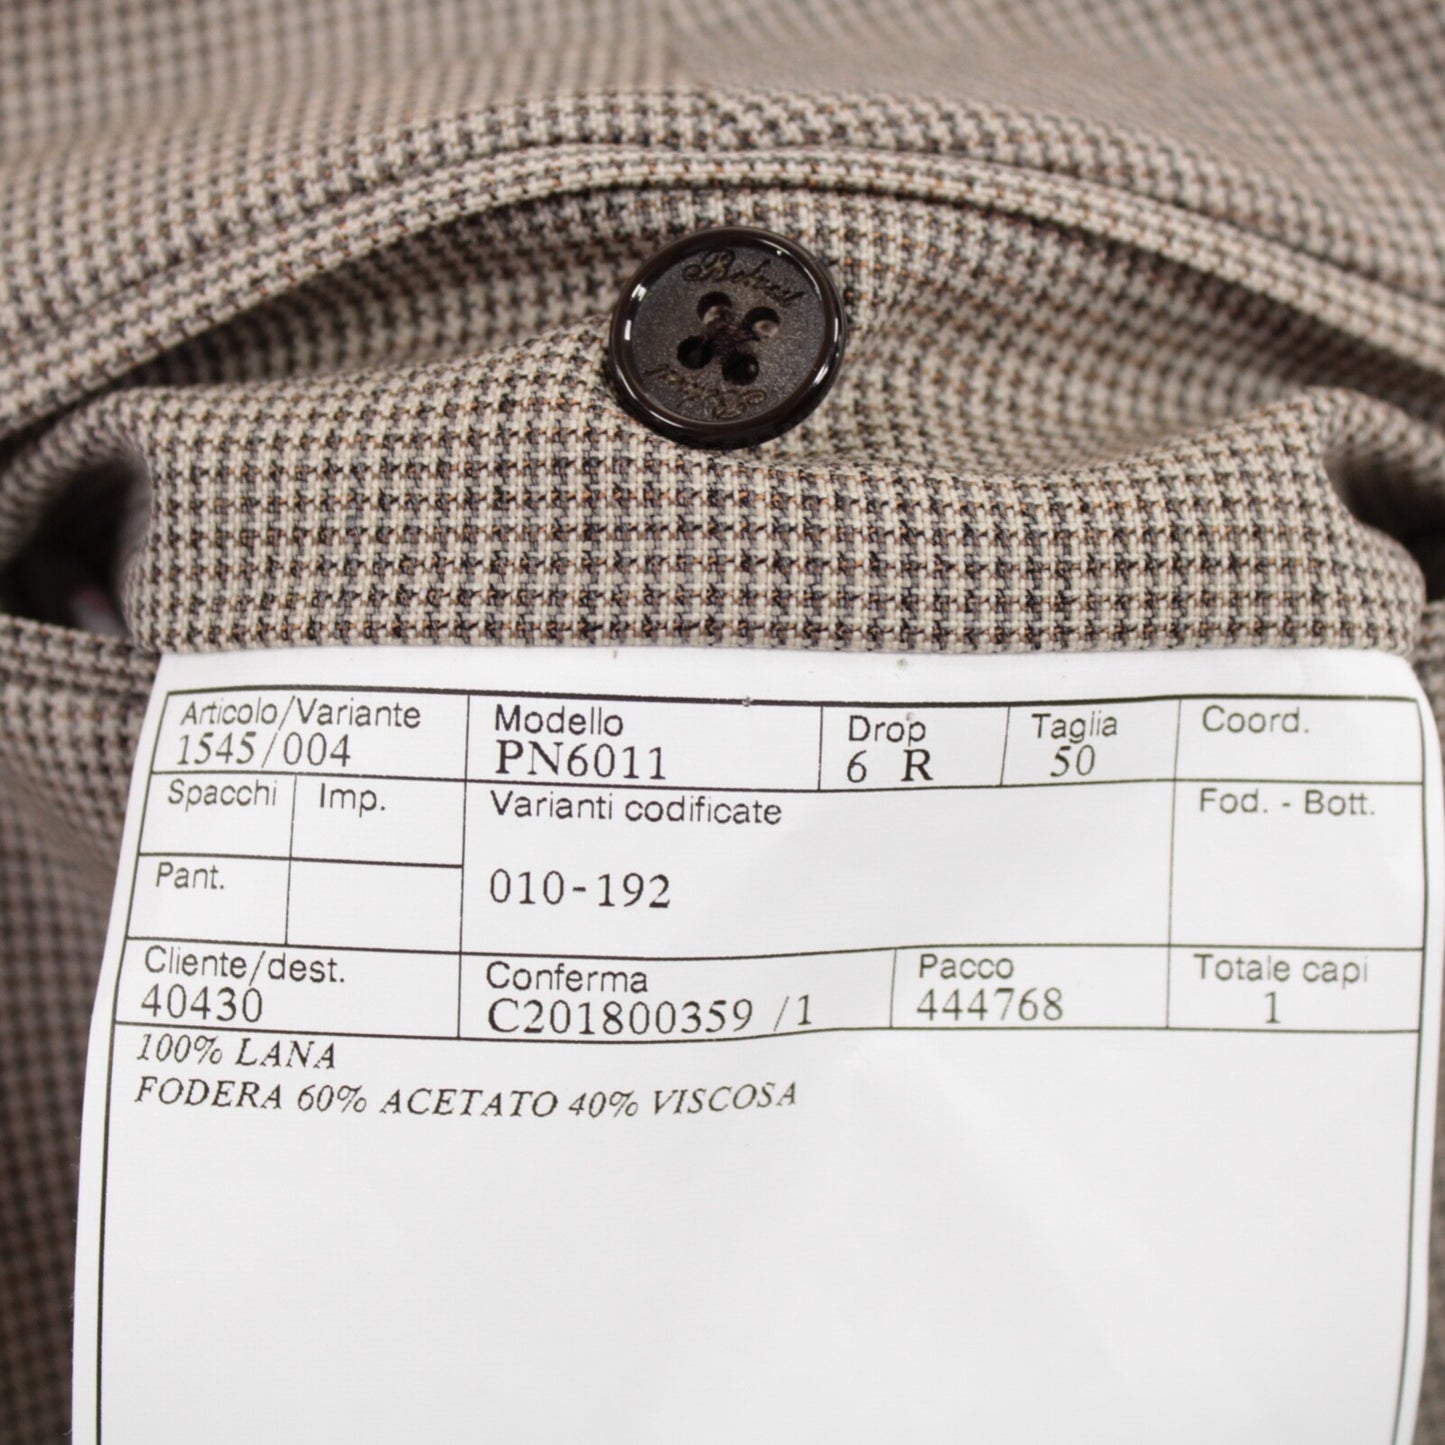 Articolo/Variante Modello Drop Taglia Coord.
1545/004 PN6011 6 R 50
Spacchi Imp. Varianti codificate Fod. - Bott.
Pant. 010-192
Cliente/dest. Conferma Pacco Totale capi
40430 C201800359 /1 444768 1
100% LANA
FODERA 60% ACETATO 40% VISCOSA